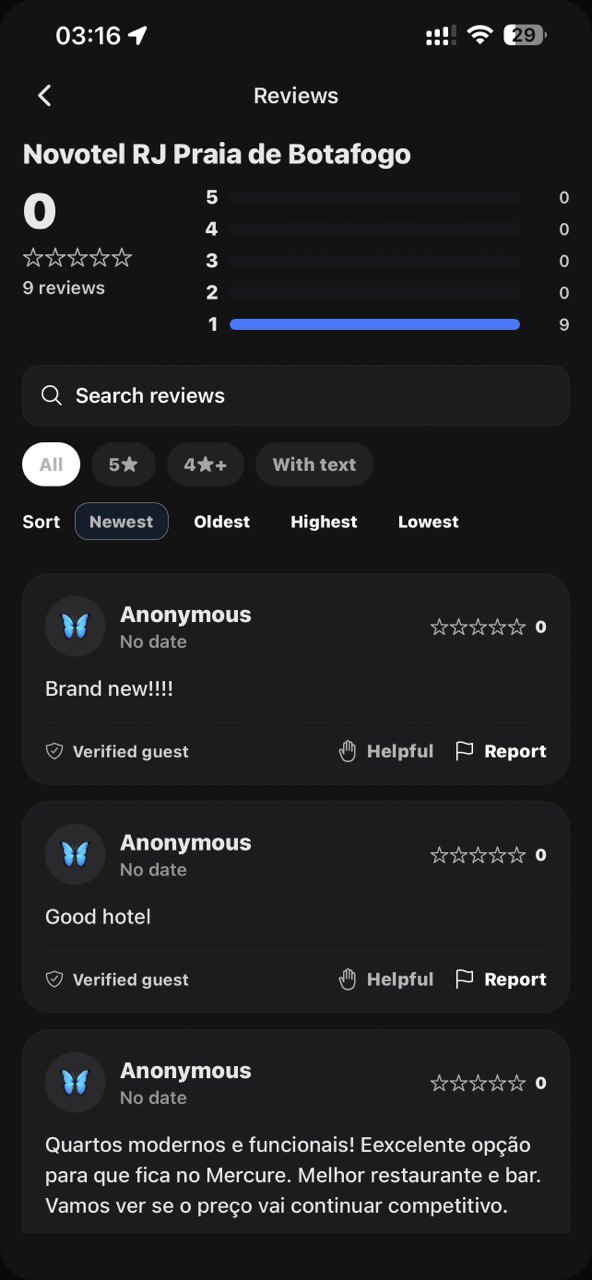 03:16
29
Reviews
Novotel RJ Praia de Botafogo
0
9 reviews
5 0
4 0
3 0
2 0
1 9
Search reviews
All 5★ 4★+ With text
Sort Newest Oldest Highest Lowest
Anonymous
No date
☆☆☆☆☆ 0
Brand new!!!!
Verified guest Helpful Report
Anonymous
No date
☆☆☆☆☆ 0
Good hotel
Verified guest Helpful Report
Anonymous
No date
☆☆☆☆☆ 0
Quartos modernos e funcionais! Eexcelente opção
para que fica no Mercure. Melhor restaurante e bar.
Vamos ver se o preço vai continuar competitivo.